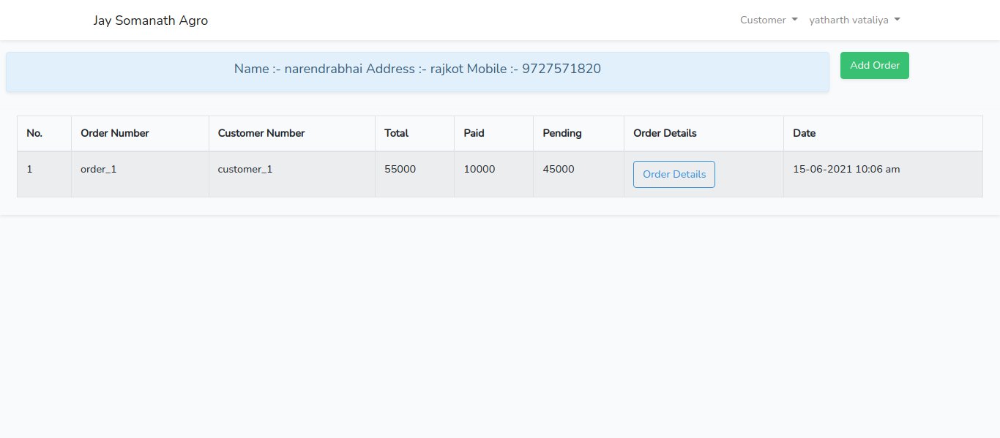 Jay Somanath Agro Customer yatharth vataliya
Name :- narendrabhai Address :- rajkot Mobile :- 9727571820 Add Order
No. Order Number Customer Number Total Paid Pending Order Details Date
1 order_1 customer_1 55000 10000 45000 Order Details 15-06-2021 10:06 am